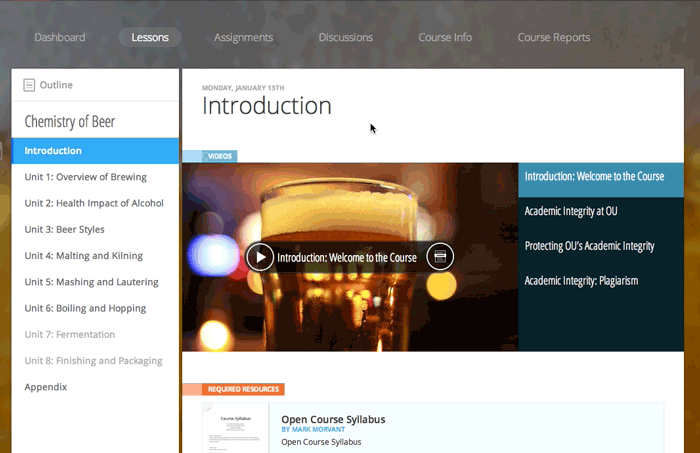 Dashboard
Lessons
Assignments
Discussions
Course Info
Course Reports
Outline
Chemistry of Beer
Introduction
Unit 1: Overview of Brewing
Unit 2: Health Impact of Alcohol
Unit 3: Beer Styles
Unit 4: Malting and Kilning
Unit 5: Mashing and Lautering
Unit 6: Boiling and Hopping
Unit 7: Fermentation
Unit 8: Finishing and Packaging
Appendix
MONDAY, JANUARY 13TH
Introduction
VIDEOS
Introduction: Welcome to the Course
Introduction: Welcome to the Course
Academic Integrity at OU
Protecting OU's Academic Integrity
Academic Integrity: Plagiarism
REQUIRED RESOURCES
Course Syllabus
Open Course Syllabus
BY MARK MORVANT
Open Course Syllabus